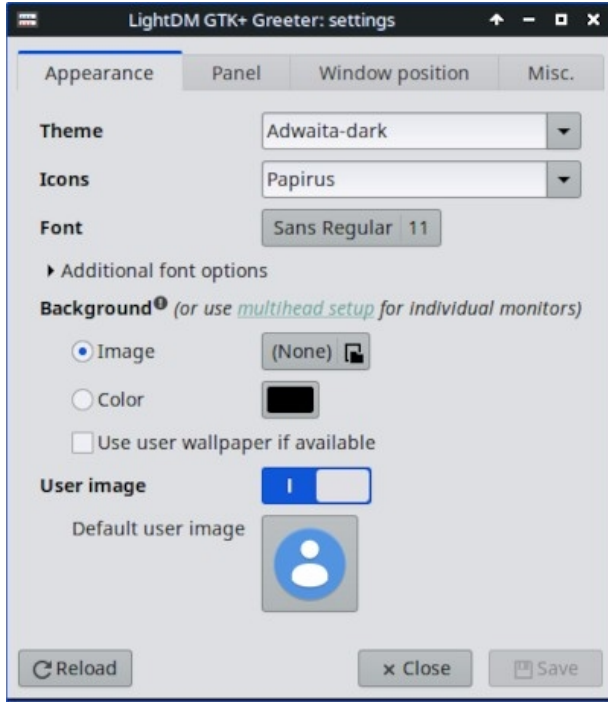 LightDM GTK+ Greeter: settings
Appearance Panel Window position Misc.
Theme Adwaita-dark
Icons Papirus
Font Sans Regular 11
Additional font options
Background (or use multihead setup for individual monitors)
Image (None)
Color
Use user wallpaper if available
User image
Default user image
Reload Close Save